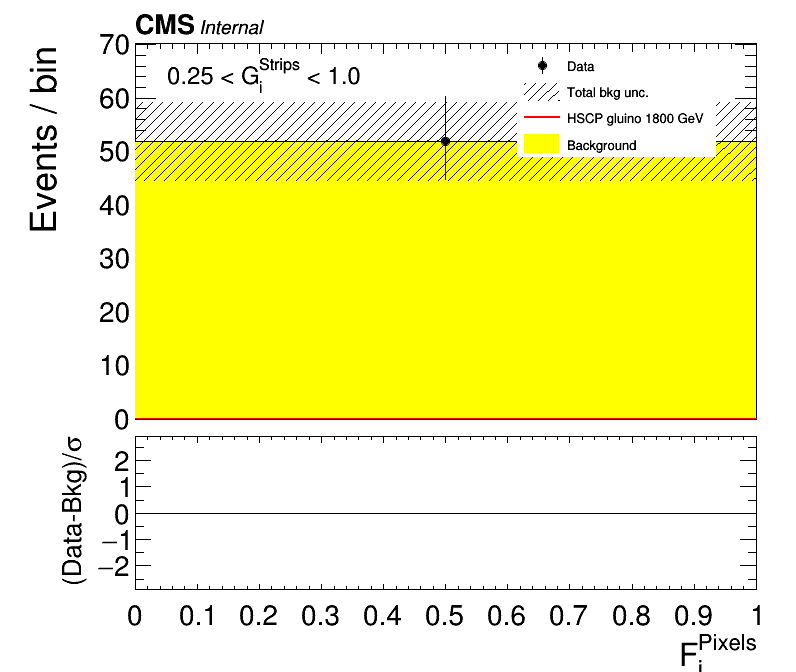 CMS Internal
0.25 < G_i^Strips < 1.0
Data
Total bkg unc.
HSCP gluino 1800 GeV
Background
Events / bin
70
60
50
40
30
20
10
0
(Data-Bkg)/σ
2
1
0
−1
−2
0 0.1 0.2 0.3 0.4 0.5 0.6 0.7 0.8 0.9 1
F_i^Pixels